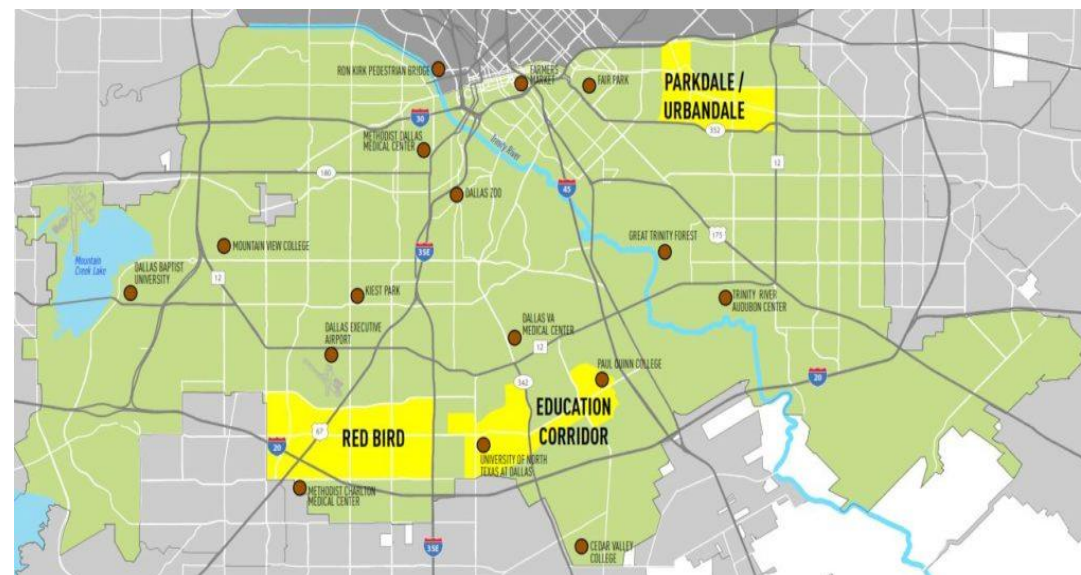 RON KIRK PEDESTRIAN BRIDGE
FARMERS
MARKET
FAIR PARK
PARKDALE /
URBANDALE
30
METHODIST DALLAS
MEDICAL CENTER
Trinity River
352
12
180
DALLAS ZOO
45
MOUNTAIN VIEW COLLEGE
35E
GREAT TRINITY FOREST
175
Mountain
Creek Lake
DALLAS BAPTIST
UNIVERSITY
12
KIEST PARK
TRINITY RIVER
AUDUBON CENTER
DALLAS EXECUTIVE
AIRPORT
DALLAS VA
MEDICAL CENTER
12
PAUL QUINN COLLEGE
20
342
EDUCATION
CORRIDOR
67
RED BIRD
20
UNIVERSITY OF NORTH
TEXAS AT DALLAS
METHODIST CHARLTON
MEDICAL CENTER
35E
CEDAR VALLEY
COLLEGE